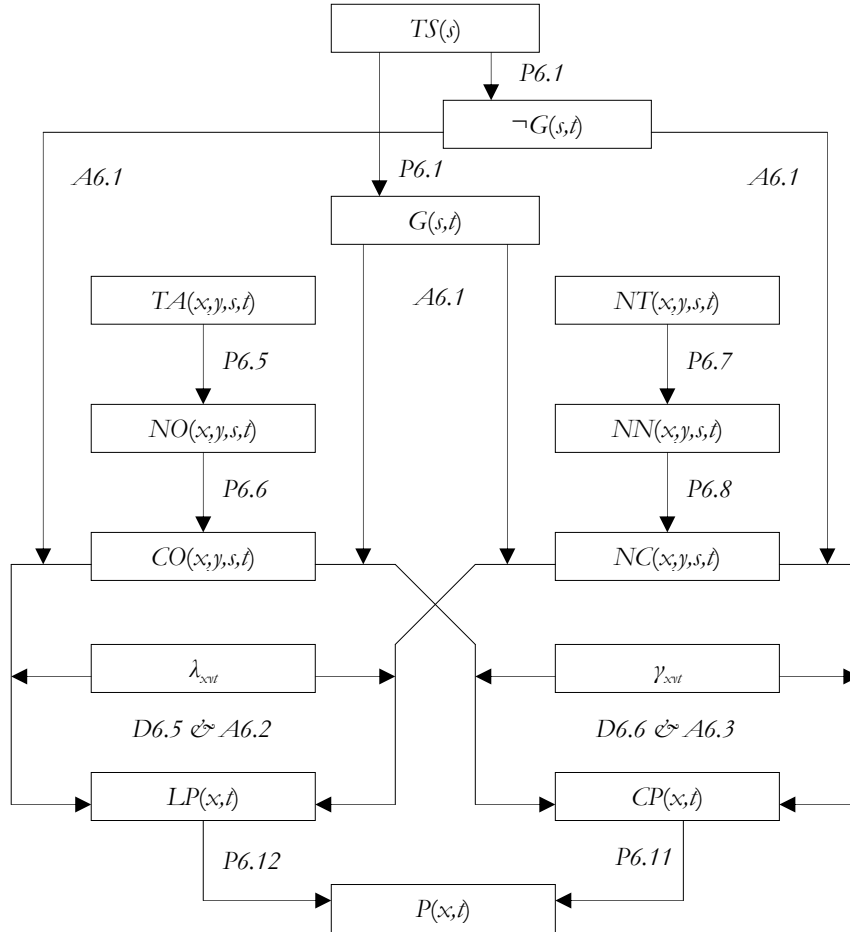 TS(s)
P6.1
¬G(s,t)
A6.1
P6.1
A6.1
G(s,t)
TA(x,y,s,t)
A6.1
NT(x,y,s,t)
P6.5
P6.7
NO(x,y,s,t)
NN(x,y,s,t)
P6.6
P6.8
CO(x,y,s,t)
NC(x,y,s,t)
λxyt
γxyt
D6.5 & A6.2
D6.6 & A6.3
LP(x,t)
CP(x,t)
P6.12
P6.11
P(x,t)